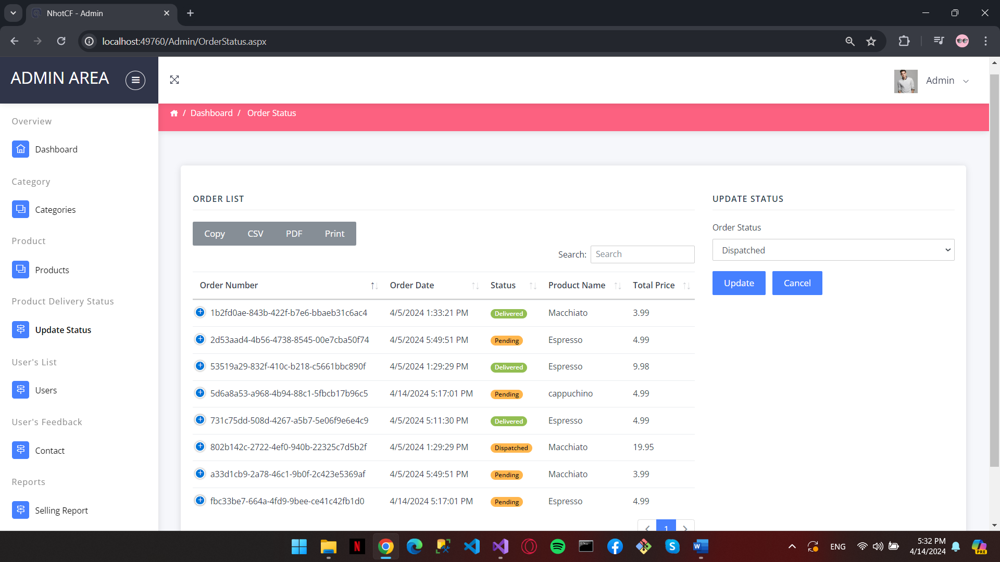 NhotCF - Admin
localhost:49760/Admin/OrderStatus.aspx
ADMIN AREA
Admin
/ Dashboard / Order Status
Overview
Dashboard
Category
Categories
Product
Products
Product Delivery Status
Update Status
User's List
Users
User's Feedback
Contact
Reports
Selling Report
ORDER LIST
Copy CSV PDF Print
Search: Search
Order Number Order Date Status Product Name Total Price
1b2fd0ae-843b-422f-b7e6-bbaeb31c6ac4 4/5/2024 1:33:21 PM Delivered Macchiato 3.99
2d53aad4-4b56-4738-8545-00e7cba50f74 4/5/2024 5:49:51 PM Pending Espresso 4.99
53519a29-832f-410c-b218-c5661bbc890f 4/5/2024 1:29:29 PM Delivered Espresso 9.98
5d6a8a53-a968-4b94-88c1-5fbcb17b96c5 4/14/2024 5:17:01 PM Pending cappuchino 4.99
731c75dd-508d-4267-a5b7-5e06f9e6e4c9 4/5/2024 5:11:30 PM Delivered Espresso 4.99
802b142c-2722-4ef0-940b-22325c7d5b2f 4/5/2024 1:29:29 PM Dispatched Macchiato 19.95
a33d1cb9-2a78-46c1-9b0f-2c423e5369af 4/5/2024 5:49:51 PM Pending Macchiato 3.99
fbc33be7-664a-4fd9-9bee-ce41c42fb1d0 4/14/2024 5:17:01 PM Pending Espresso 4.99
1
UPDATE STATUS
Order Status
Dispatched
Update Cancel
ENG
5:32 PM
4/14/2024
PRE